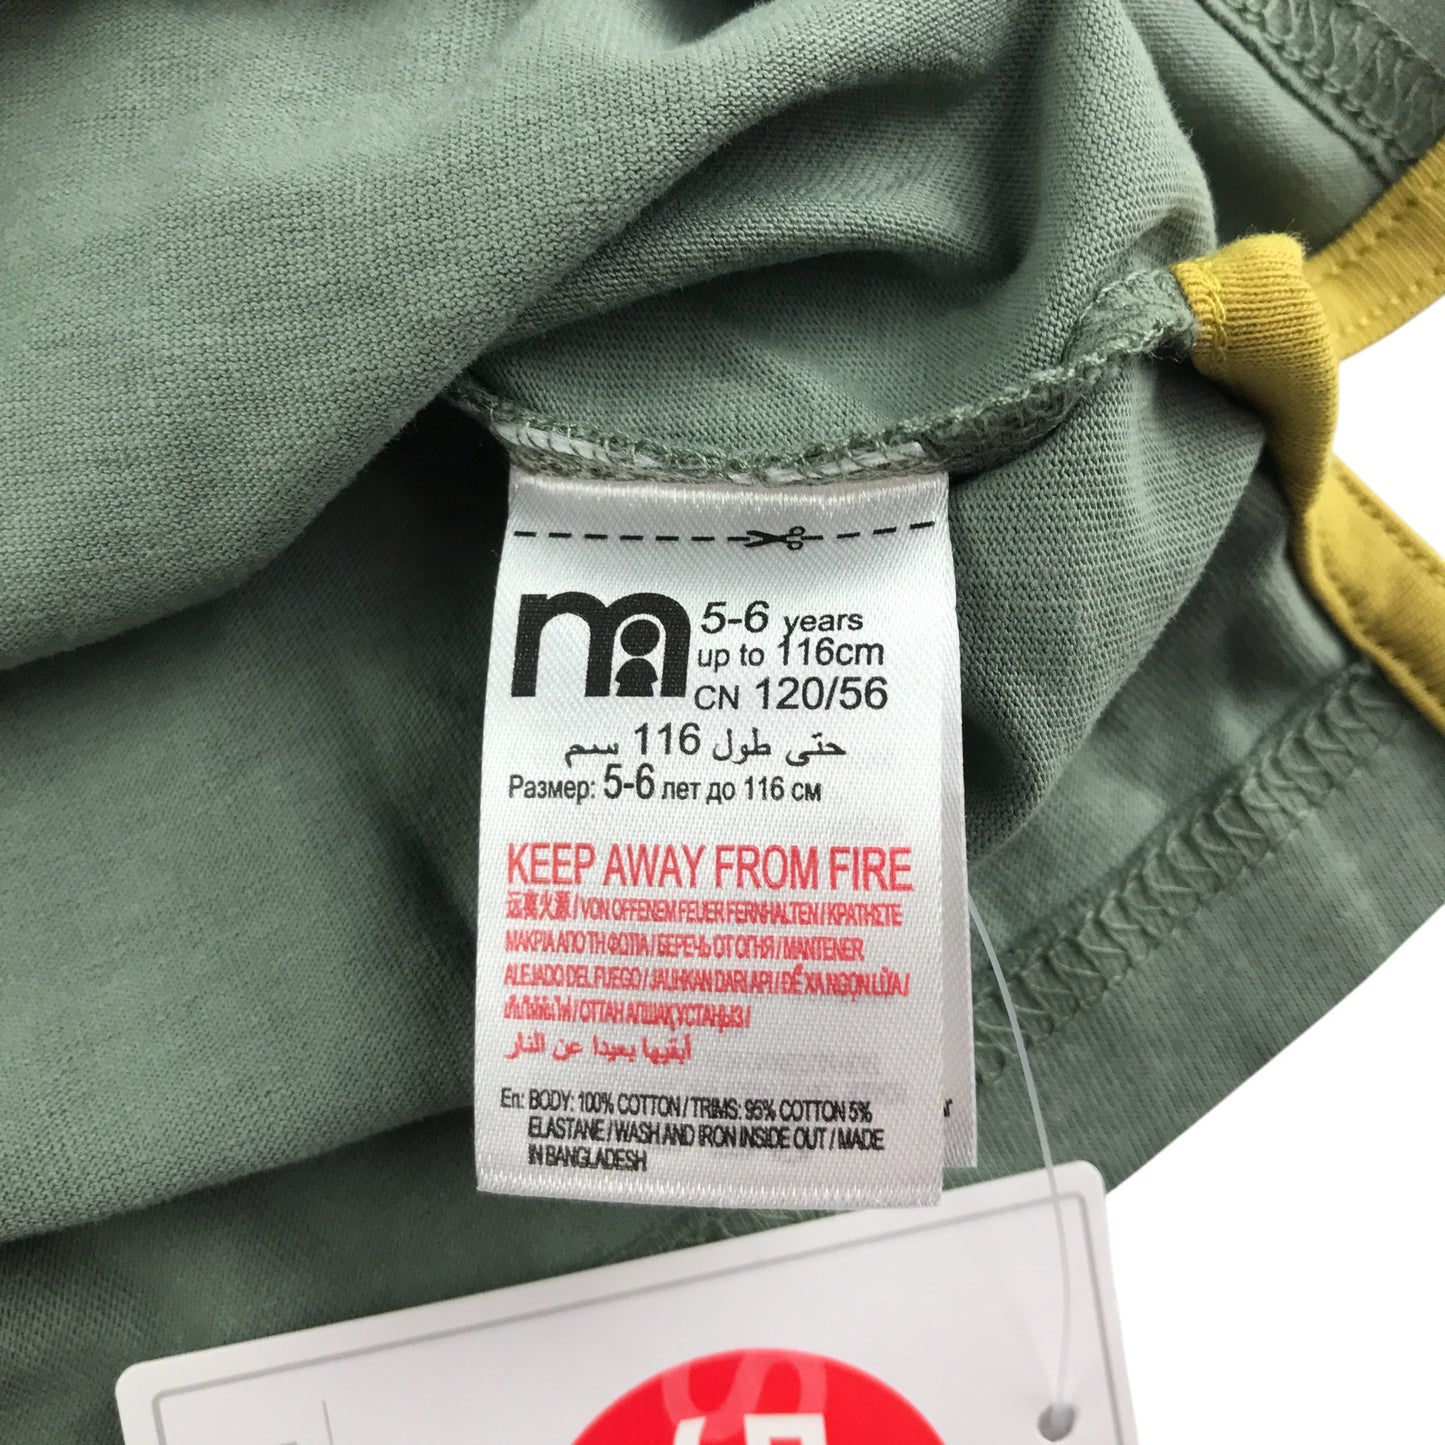 5-6 years
up to 116cm
CN 120/56
حتى طول 116 سم
Размер: 5-6 лет до 116 см
KEEP AWAY FROM FIRE
远离火源 / VON OFFENEM FEUER FERNHALTEN / ΚΡΑΤΗΣΤΕ
ΜΑΚΡΙΑ ΑΠΟ ΤΗ ΦΩΤΙΑ / БЕРЕЧЬ ОТ ОГНЯ / MANTENER
ALEJADO DEL FUEGO / JAUHKAN DARI API / ĐỂ XA NGỌN LỬA /
ОТТАН АЛШАҚ ҰСТАҢЫЗ /
أبقيها بعيدا عن النار
En: BODY: 100% COTTON / TRIMS: 95% COTTON 5%
ELASTANE / WASH AND IRON INSIDE OUT / MADE
IN BANGLADESH